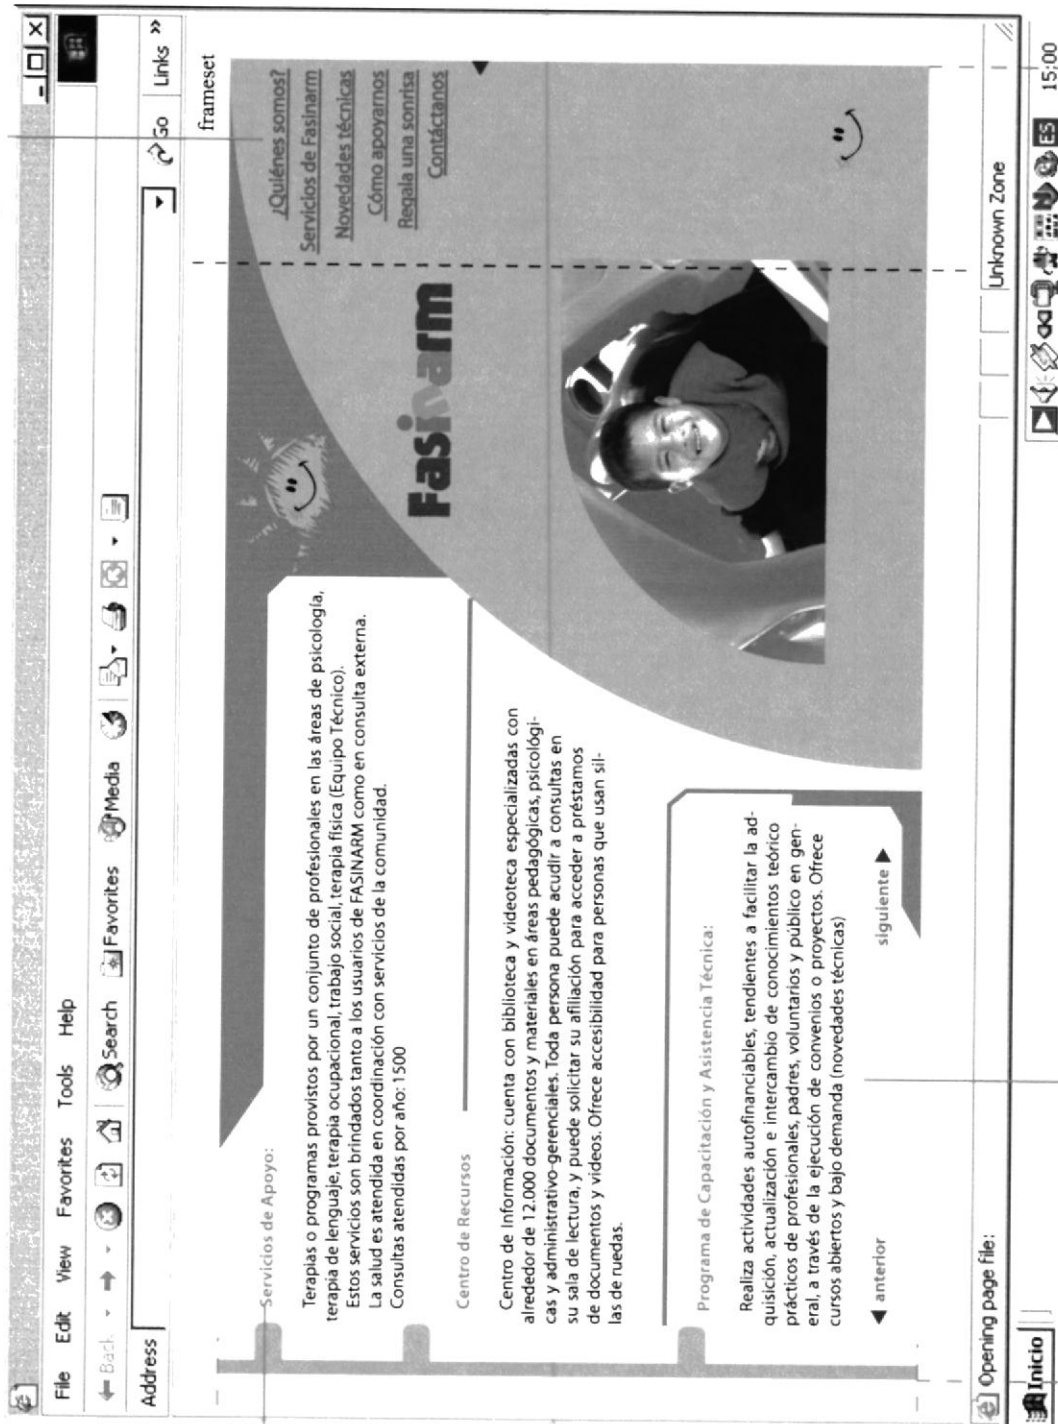 File Edit View Favorites Tools Help
Back Search Favorites Media
Address Go Links »
frameset
¿Quiénes somos?
Servicios de Fasinarm
Novedades técnicas
Cómo apoyarnos
Regala una sonrisa
Contáctanos
Fasinarm
Servicios de Apoyo:
Terapias o programas provistos por un conjunto de profesionales en las áreas de psicología,
terapia de lenguaje, terapia ocupacional, trabajo social, terapia física (Equipo Técnico).
Estos servicios son brindados tanto a los usuarios de FASINARM como en consulta externa.
La salud es atendida en coordinación con servicios de la comunidad.
Consultas atendidas por año: 1500
Centro de Recursos
Centro de Información: cuenta con biblioteca y videoteca especializadas con
alrededor de 12.000 documentos y materiales en áreas pedagógicas, psicológi-
cas y administrativo-gerenciales. Toda persona puede acudir a consultas en
su sala de lectura, y puede solicitar su afiliación para acceder a préstamos
de documentos y videos. Ofrece accesibilidad para personas que usan sil-
las de ruedas.
Programa de Capacitación y Asistencia Técnica:
Realiza actividades autofinanciables, tendientes a facilitar la ad-
quisición, actualización e intercambio de conocimientos teórico
prácticos de profesionales, padres, voluntarios y público en gen-
eral, a través de la ejecución de convenios o proyectos. Ofrece
cursos abiertos y bajo demanda (novedades técnicas)
anterior siguiente
Opening page file: Unknown Zone
Inicio ES 15:00